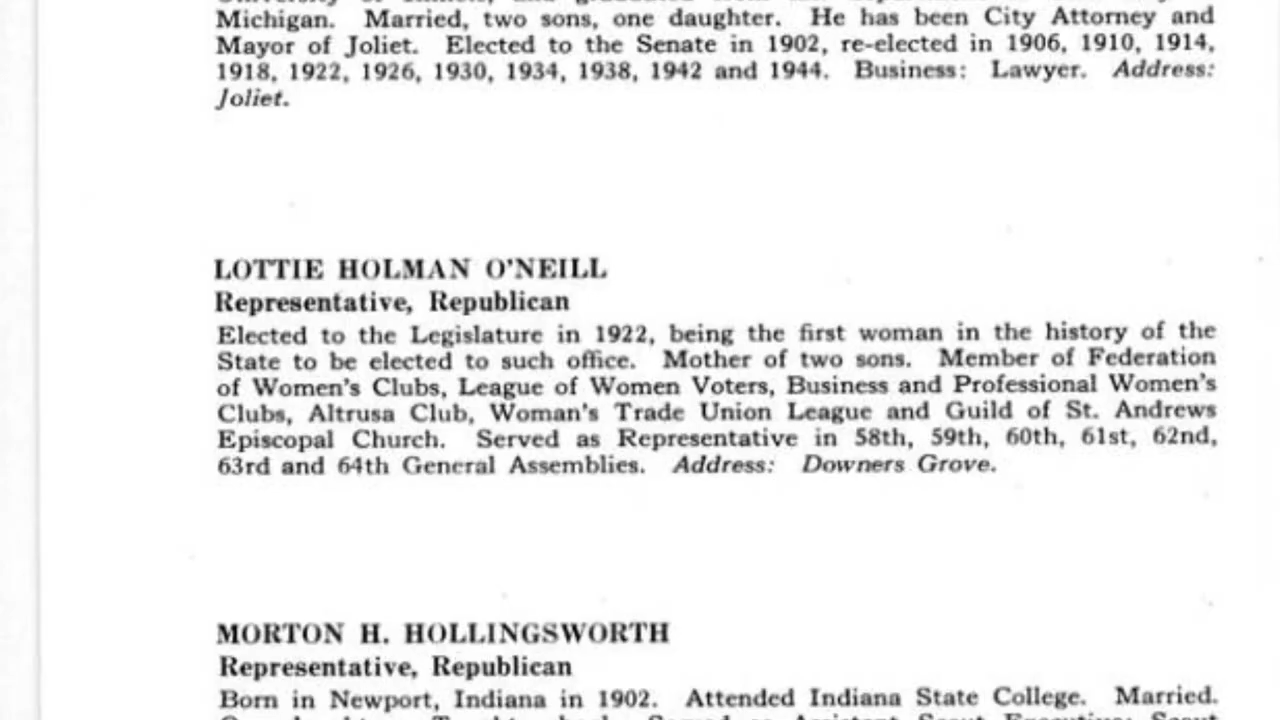 Michigan. Married, two sons, one daughter. He has been City Attorney and
Mayor of Joliet. Elected to the Senate in 1902, re-elected in 1906, 1910, 1914,
1918, 1922, 1926, 1930, 1934, 1938, 1942 and 1944. Business: Lawyer. Address:
Joliet.
LOTTIE HOLMAN O'NEILL
Representative, Republican
Elected to the Legislature in 1922, being the first woman in the history of the
State to be elected to such office. Mother of two sons. Member of Federation
of Women's Clubs, League of Women Voters, Business and Professional Women's
Clubs, Altrusa Club, Woman's Trade Union League and Guild of St. Andrews
Episcopal Church. Served as Representative in 58th, 59th, 60th, 61st, 62nd,
63rd and 64th General Assemblies. Address: Downers Grove.
MORTON H. HOLLINGSWORTH
Representative, Republican
Born in Newport, Indiana in 1902. Attended Indiana State College. Married.